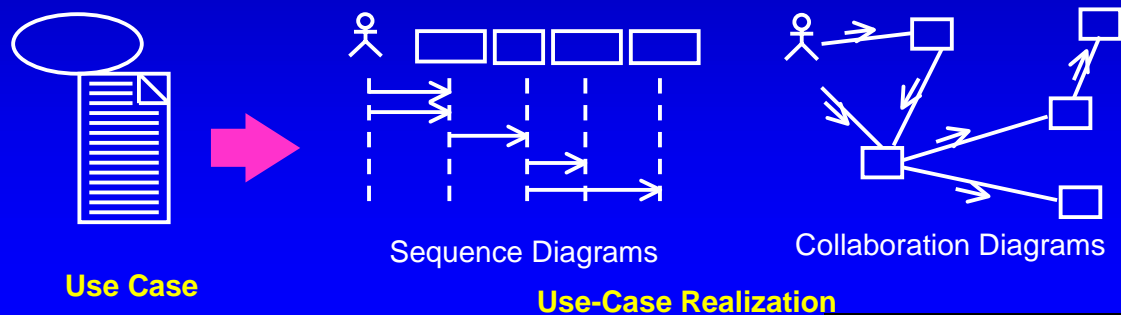 Sequence Diagrams
Collaboration Diagrams
Use Case
Use-Case Realization